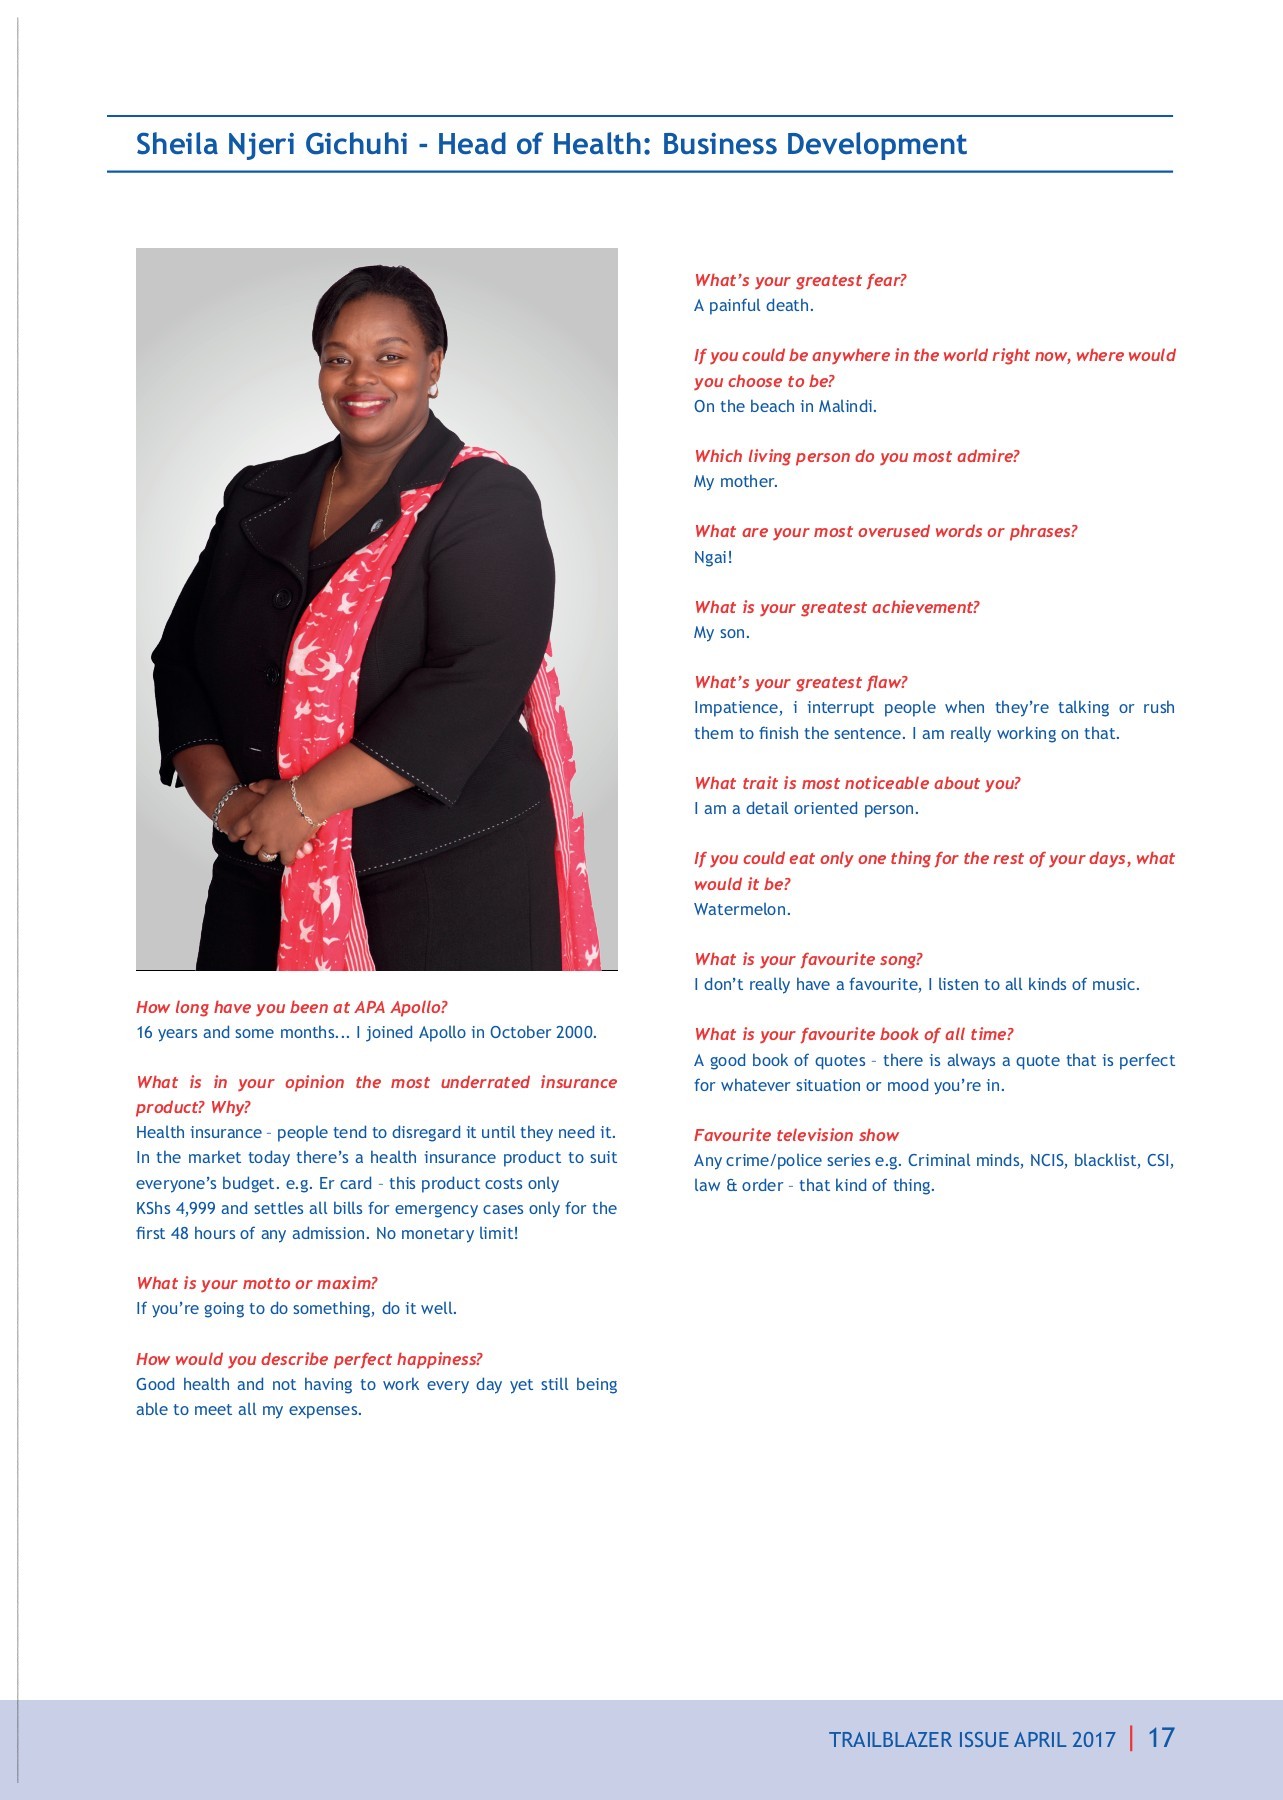 Sheila Njeri Gichuhi - Head of Health: Business Development
How long have you been at APA Apollo?
16 years and some months... I joined Apollo in October 2000.
What is in your opinion the most underrated insurance
product? Why?
Health insurance – people tend to disregard it until they need it.
In the market today there’s a health insurance product to suit
everyone’s budget. e.g. Er card – this product costs only
KShs 4,999 and settles all bills for emergency cases only for the
first 48 hours of any admission. No monetary limit!
What is your motto or maxim?
If you’re going to do something, do it well.
How would you describe perfect happiness?
Good health and not having to work every day yet still being
able to meet all my expenses.
What’s your greatest fear?
A painful death.
If you could be anywhere in the world right now, where would
you choose to be?
On the beach in Malindi.
Which living person do you most admire?
My mother.
What are your most overused words or phrases?
Ngai!
What is your greatest achievement?
My son.
What’s your greatest flaw?
Impatience, i interrupt people when they’re talking or rush
them to finish the sentence. I am really working on that.
What trait is most noticeable about you?
I am a detail oriented person.
If you could eat only one thing for the rest of your days, what
would it be?
Watermelon.
What is your favourite song?
I don’t really have a favourite, I listen to all kinds of music.
What is your favourite book of all time?
A good book of quotes – there is always a quote that is perfect
for whatever situation or mood you’re in.
Favourite television show
Any crime/police series e.g. Criminal minds, NCIS, blacklist, CSI,
law & order – that kind of thing.
TRAILBLAZER ISSUE APRIL 2017 | 17